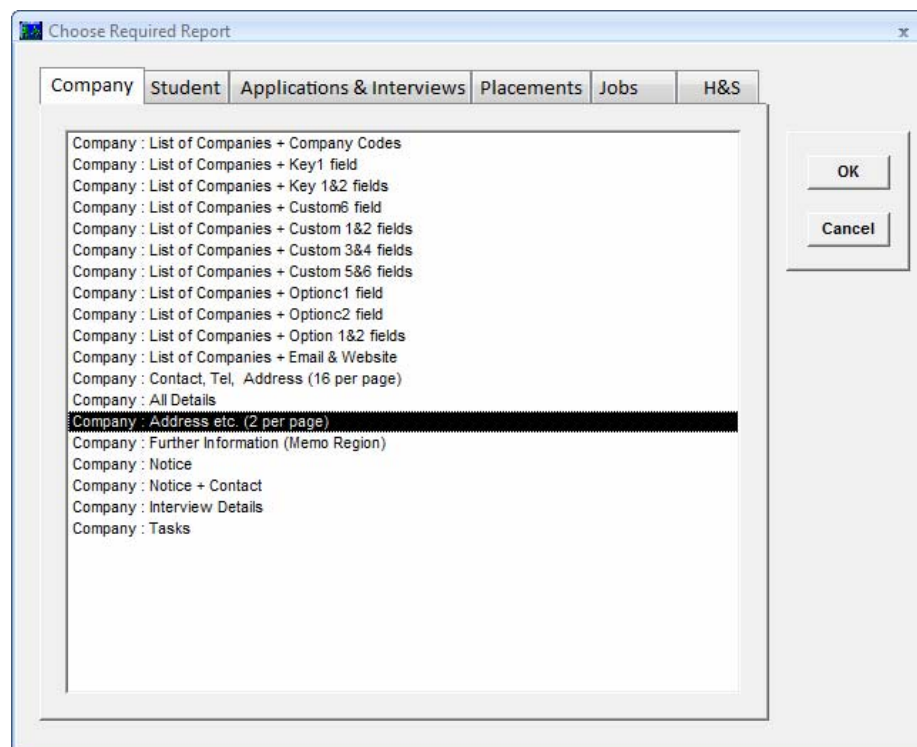 Choose Required Report
x
Company Student Applications & Interviews Placements Jobs H&S
Company : List of Companies + Company Codes
Company : List of Companies + Key1 field
Company : List of Companies + Key 1&2 fields
Company : List of Companies + Custom6 field
Company : List of Companies + Custom 1&2 fields
Company : List of Companies + Custom 3&4 fields
Company : List of Companies + Custom 5&6 fields
Company : List of Companies + Optionc1 field
Company : List of Companies + Optionc2 field
Company : List of Companies + Option 1&2 fields
Company : List of Companies + Email & Website
Company : Contact, Tel, Address (16 per page)
Company : All Details
Company : Address etc. (2 per page)
Company : Further Information (Memo Region)
Company : Notice
Company : Notice + Contact
Company : Interview Details
Company : Tasks
OK
Cancel